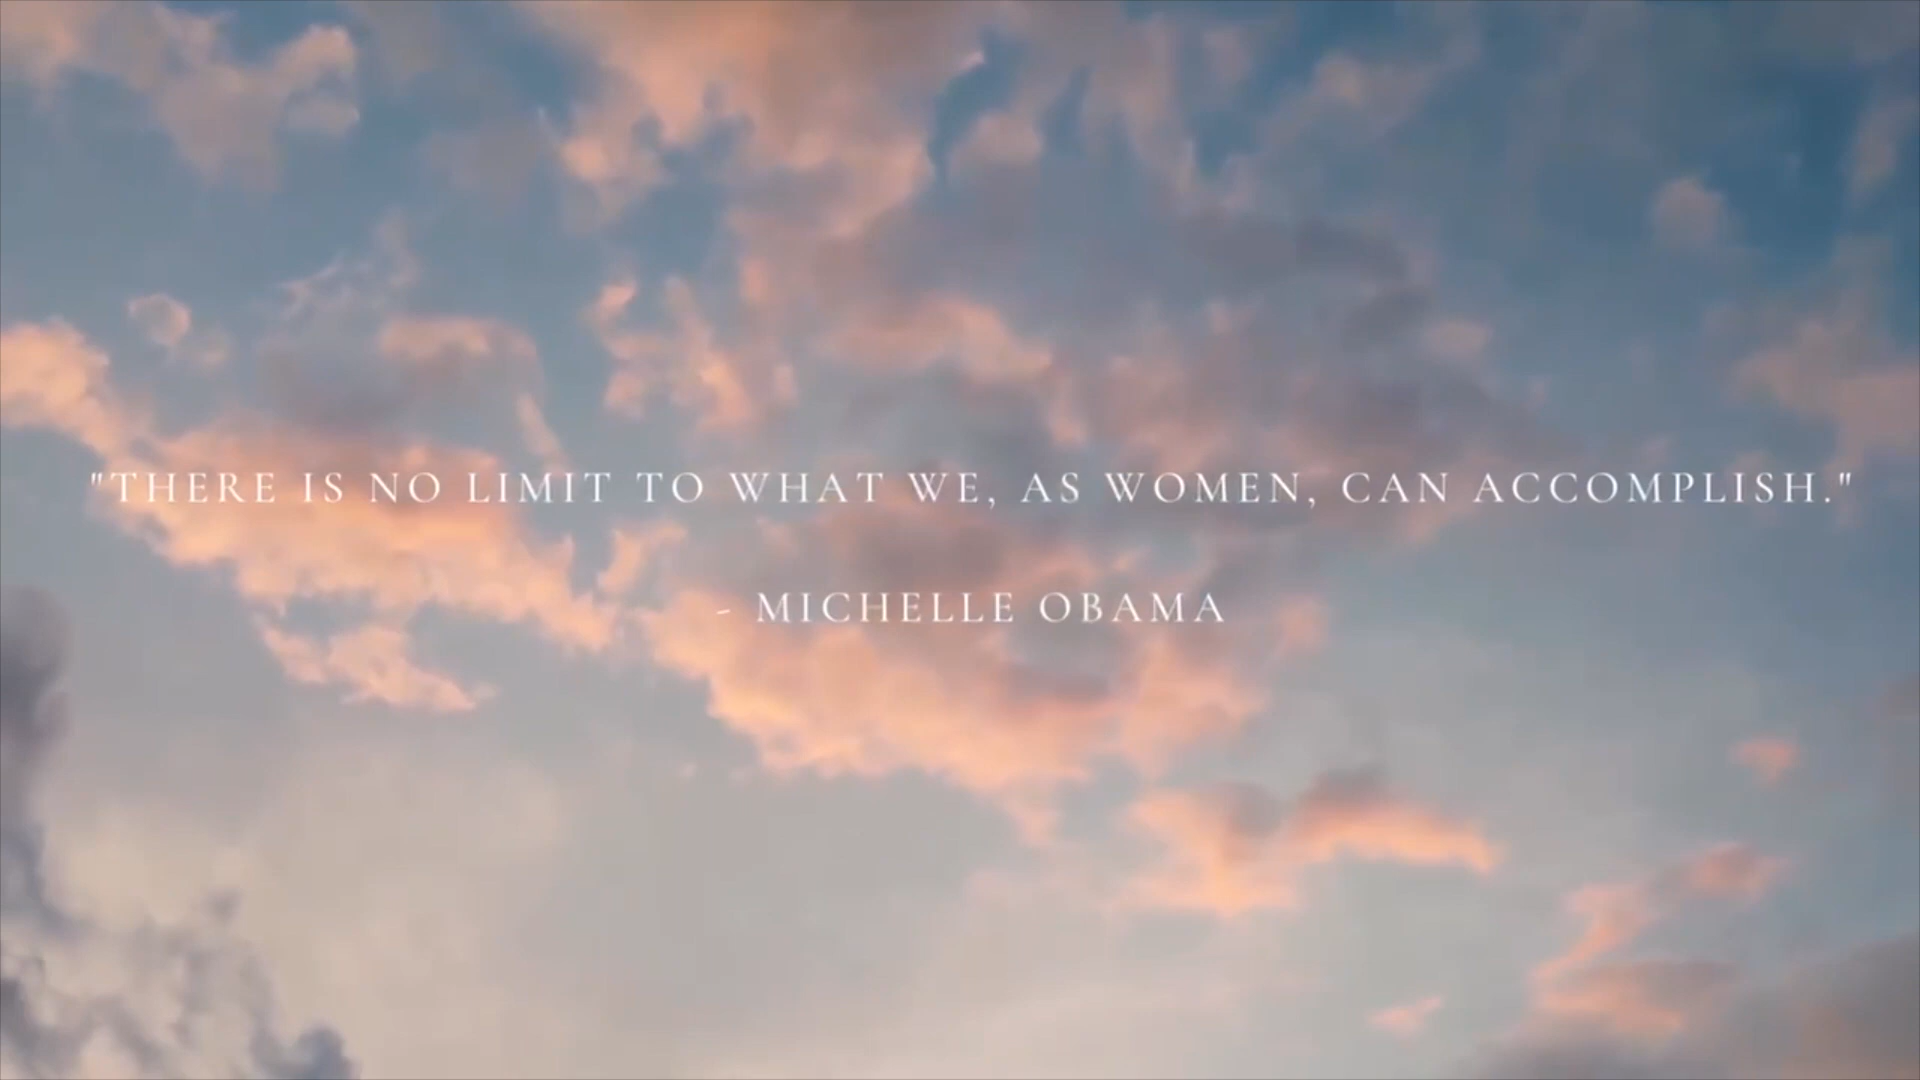 "THERE IS NO LIMIT TO WHAT WE, AS WOMEN, CAN ACCOMPLISH."
- MICHELLE OBAMA